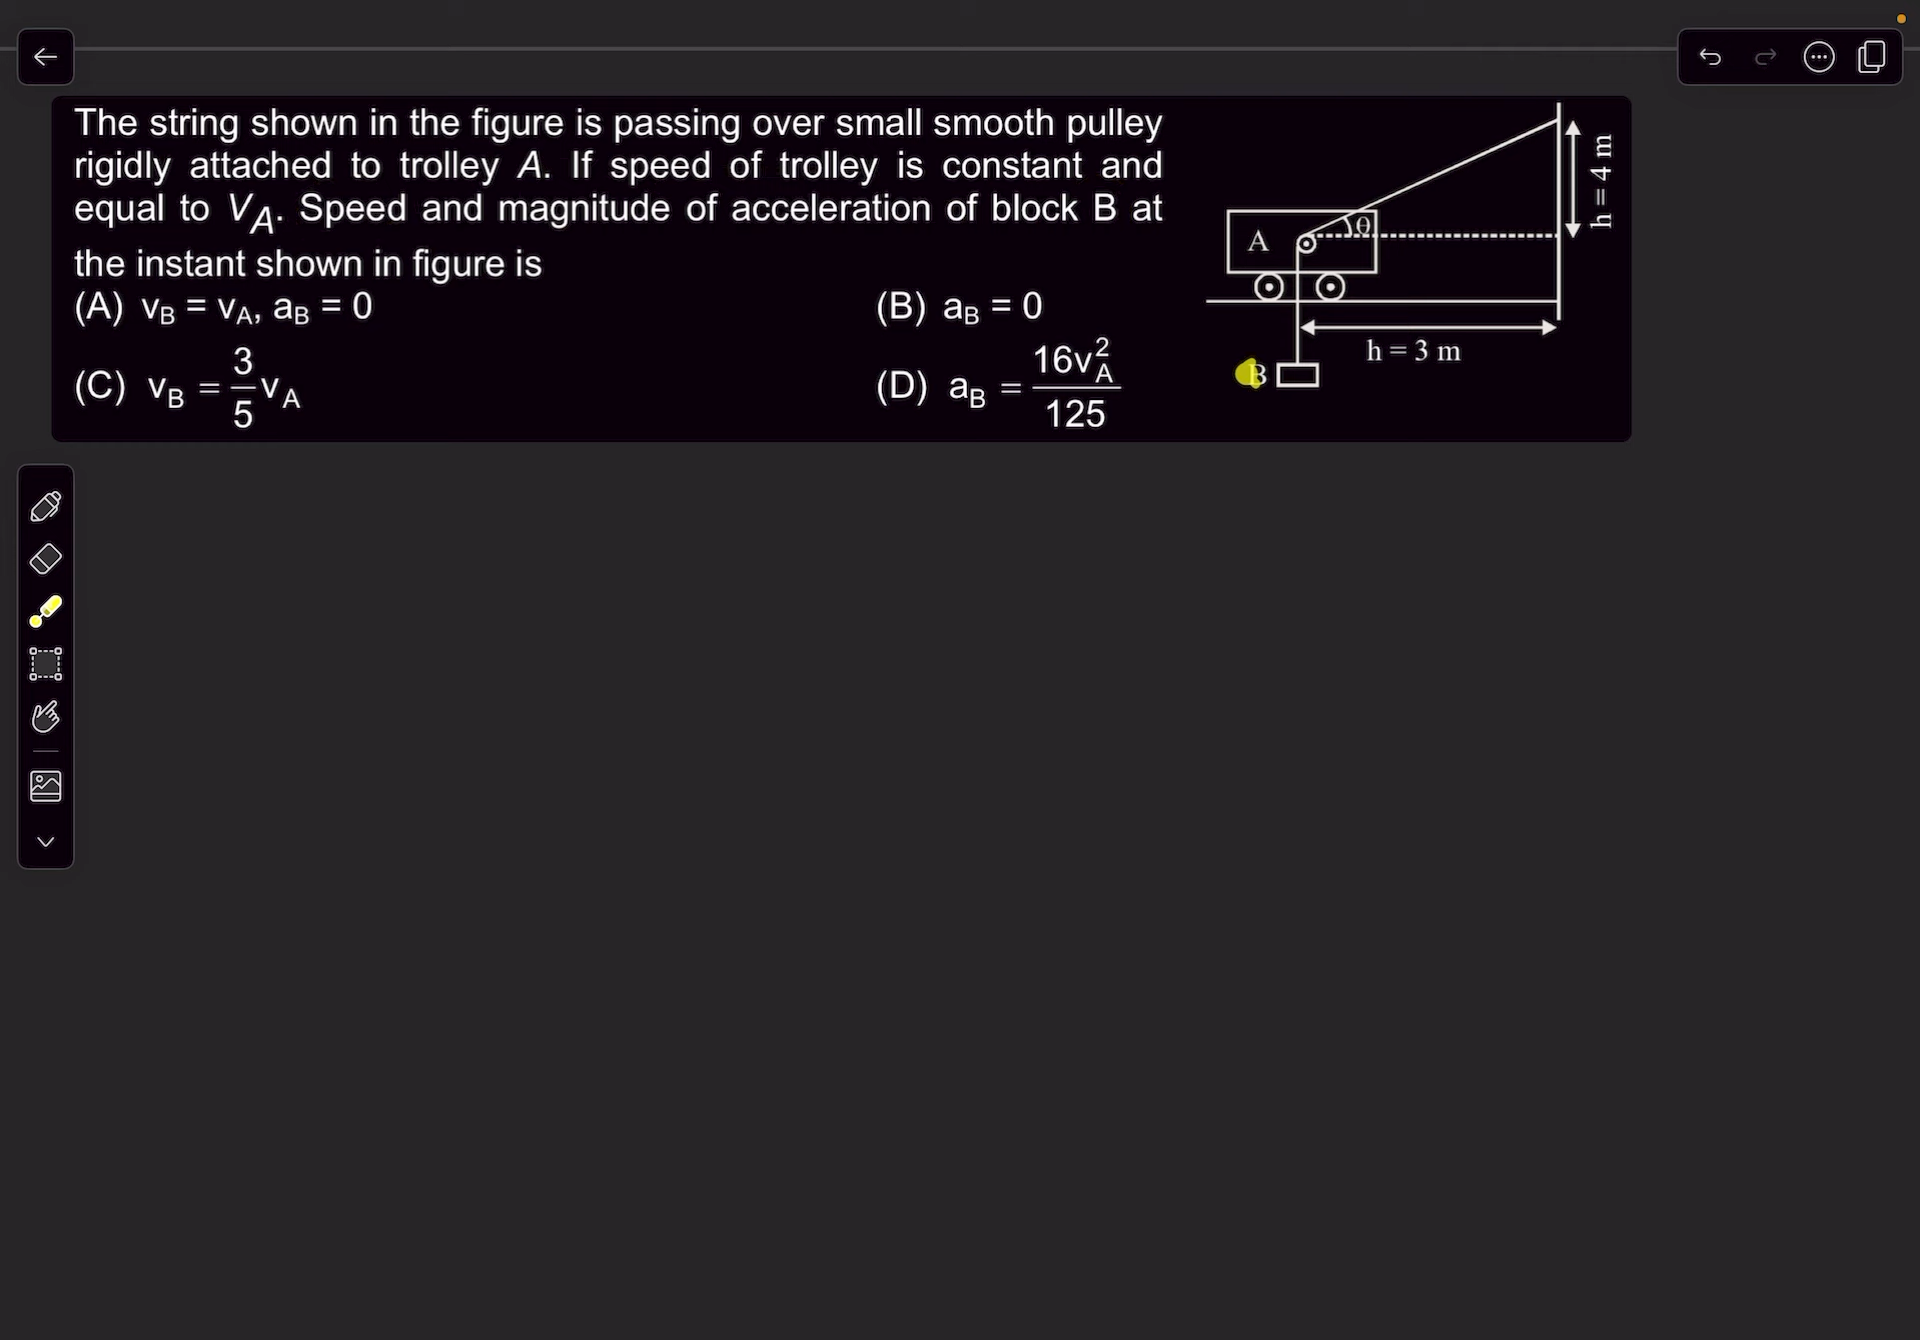 The string shown in the figure is passing over small smooth pulley
rigidly attached to trolley A. If speed of trolley is constant and
equal to V_A. Speed and magnitude of acceleration of block B at
the instant shown in figure is
(A) v_B = v_A, a_B = 0
(B) a_B = 0
(C) v_B = 3/5 v_A
(D) a_B = 16v_A^2/125
A
θ
h = 4 m
h = 3 m
B